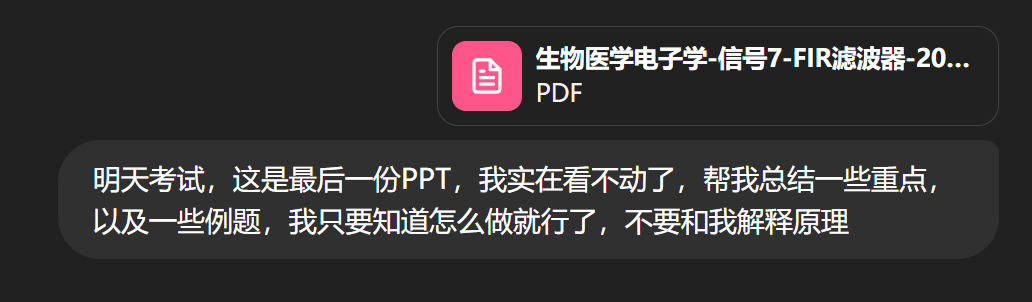 生物医学电子学-信号7-FIR滤波器-20...
PDF
明天考试，这是最后一份PPT，我实在看不动了，帮我总结一些重点，
以及一些例题，我只要知道怎么做就行了，不要和我解释原理